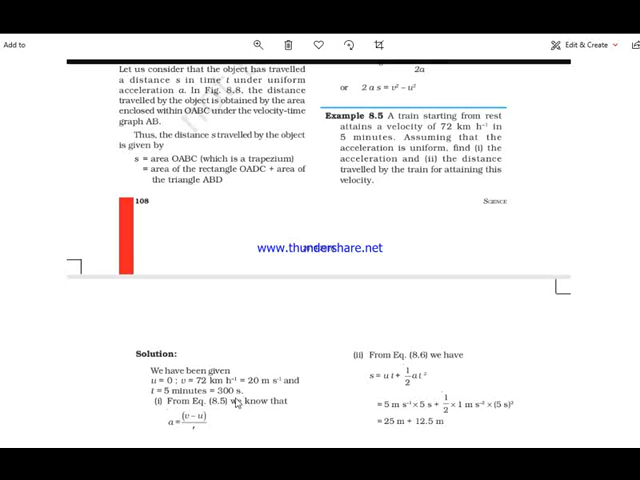 Add to
Edit & Create
Let us consider that the object has travelled
a distance s in time t under uniform
acceleration a. In Fig. 8.8, the distance
travelled by the object is obtained by the area
enclosed within OABC under the velocity-time
graph AB.
Thus, the distance s travelled by the object
is given by
s = area OABC (which is a trapezium)
= area of the rectangle OADC + area of
the triangle ABD
108
2a
or 2 a s = v² – u²
Example 8.5 A train starting from rest
attains a velocity of 72 km h⁻¹ in
5 minutes. Assuming that the
acceleration is uniform, find (i) the
acceleration and (ii) the distance
travelled by the train for attaining this
velocity.
SCIENCE
www.thundershare.net
Solution:
We have been given
u = 0 ; v = 72 km h⁻¹ = 20 m s⁻¹ and
t = 5 minutes = 300 s.
(i) From Eq. (8.5) we know that
a = (v – u)
(ii) From Eq. (8.6) we have
s = u t + 1/2 a t ²
= 5 m s⁻¹ × 5 s + 1/2 × 1 m s⁻² × (5 s)²
= 25 m + 12.5 m